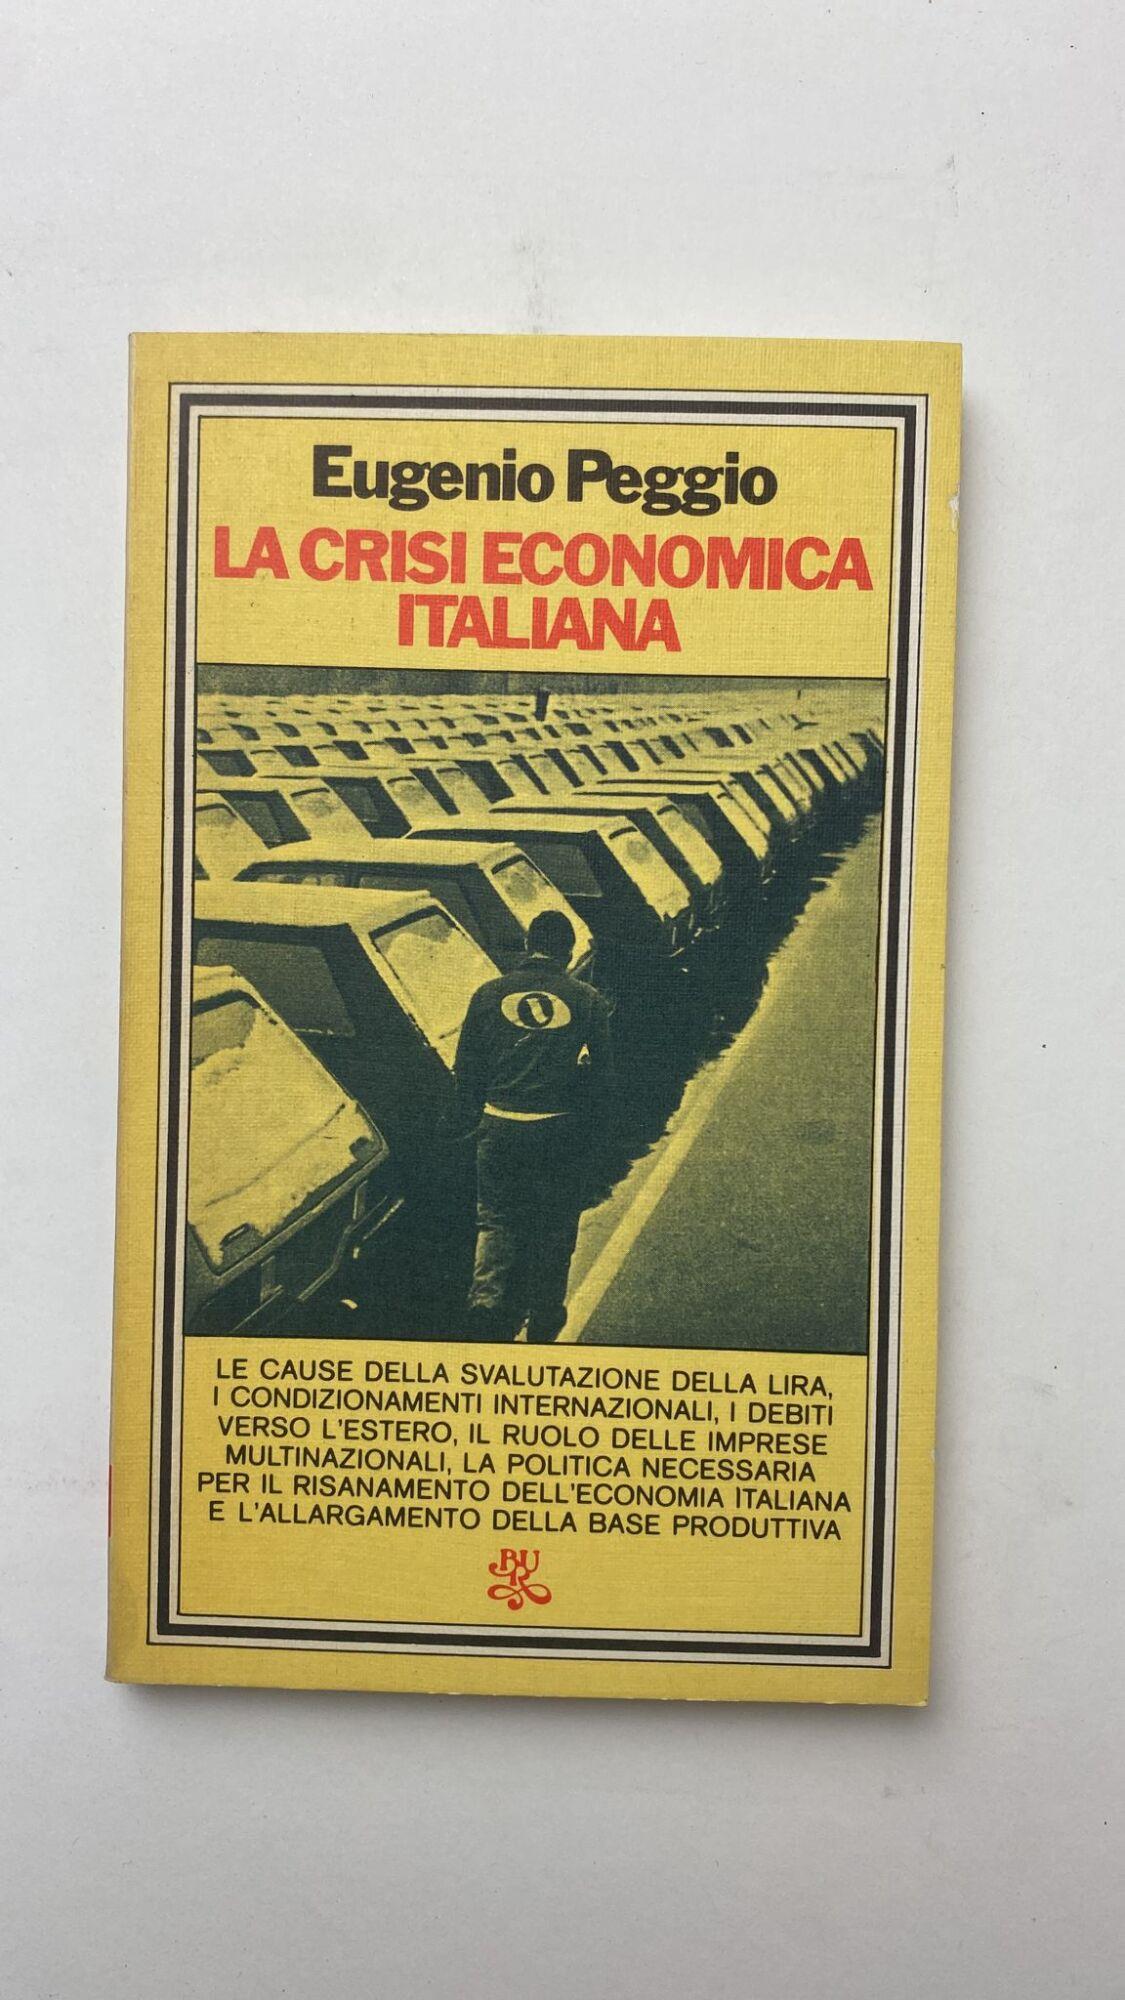 Eugenio Peggio
LA CRISI ECONOMICA
ITALIANA
LE CAUSE DELLA SVALUTAZIONE DELLA LIRA,
I CONDIZIONAMENTI INTERNAZIONALI, I DEBITI
VERSO L'ESTERO, IL RUOLO DELLE IMPRESE
MULTINAZIONALI, LA POLITICA NECESSARIA
PER IL RISANAMENTO DELL'ECONOMIA ITALIANA
E L'ALLARGAMENTO DELLA BASE PRODUTTIVA
BUR